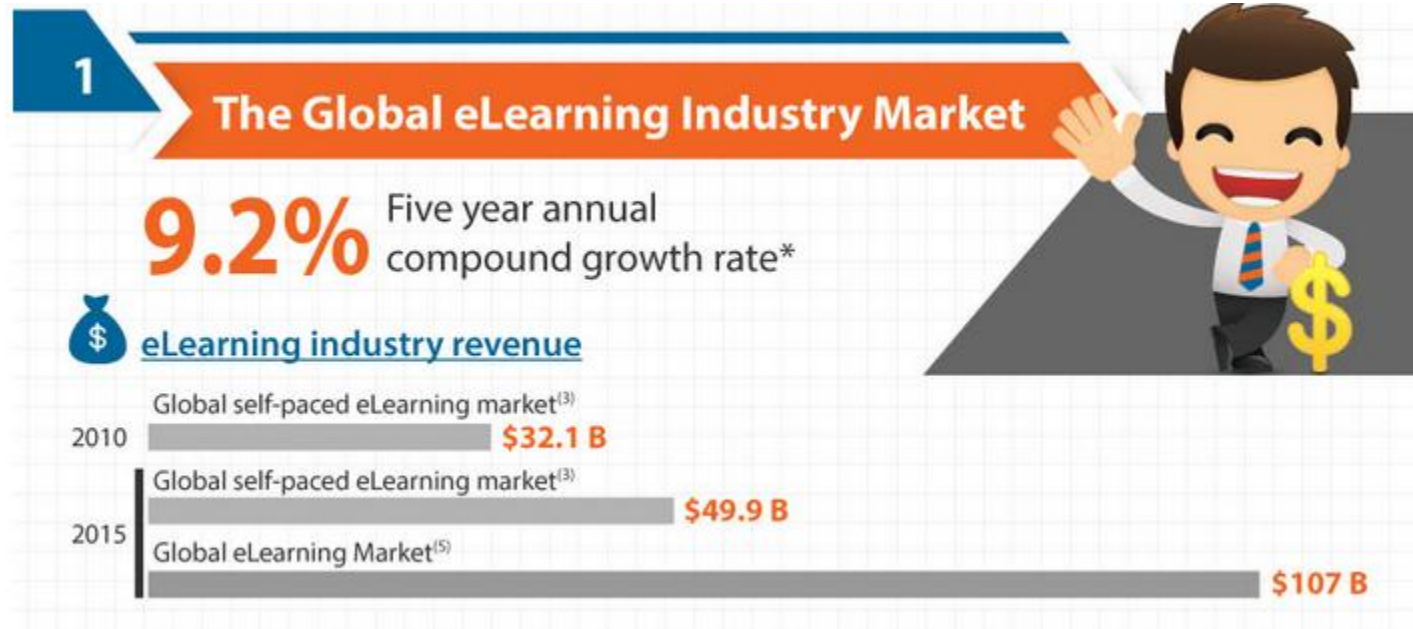 1
The Global eLearning Industry Market
9.2%
Five year annual
compound growth rate*
$
eLearning industry revenue
Global self-paced eLearning market(3)
2010
$32.1 B
Global self-paced eLearning market(3)
$49.9 B
2015
Global eLearning Market(5)
$107 B
$